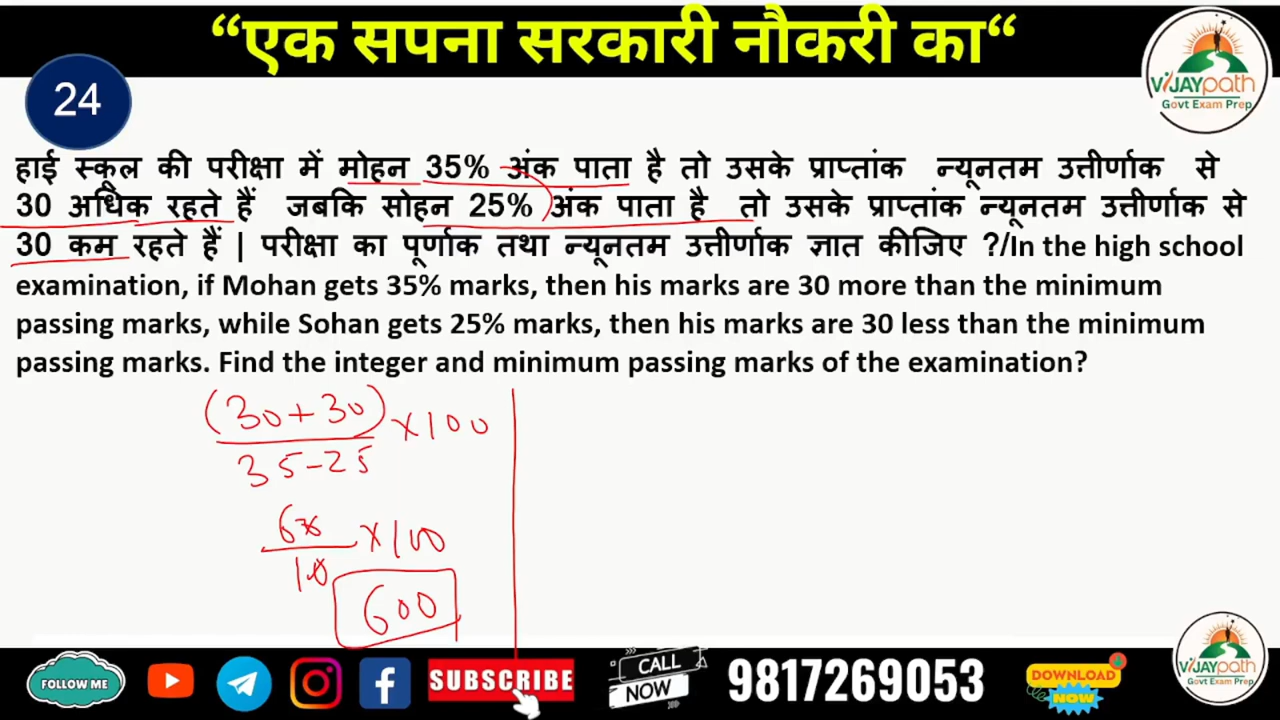 “एक सपना सरकारी नौकरी का“
24
VIJAYpath
Govt Exam Prep
हाई स्कूल की परीक्षा में मोहन 35% अंक पाता है तो उसके प्राप्तांक न्यूनतम उत्तीर्णाक से
30 अधिक रहते हैं जबकि सोहन 25% अंक पाता है तो उसके प्राप्तांक न्यूनतम उत्तीर्णाक से
30 कम रहते हैं | परीक्षा का पूर्णाक तथा न्यूनतम उत्तीर्णाक ज्ञात कीजिए ?/In the high school
examination, if Mohan gets 35% marks, then his marks are 30 more than the minimum
passing marks, while Sohan gets 25% marks, then his marks are 30 less than the minimum
passing marks. Find the integer and minimum passing marks of the examination?
(30+30)
×100
35-25
60
×100
10
600
VIJAYpath
Govt Exam Prep
FOLLOW ME
SUBSCRIBE
CALL
NOW
9817269053
DOWNLOAD
NOW